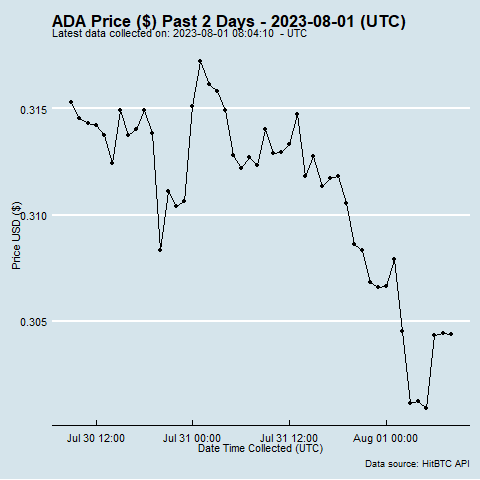 ADA Price ($) Past 2 Days - 2023-08-01 (UTC)
Latest data collected on: 2023-08-01 08:04:10 - UTC
Price USD ($)
0.315
0.310
0.305
Jul 30 12:00 Jul 31 00:00 Jul 31 12:00 Aug 01 00:00
Date Time Collected (UTC)
Data source: HitBTC API